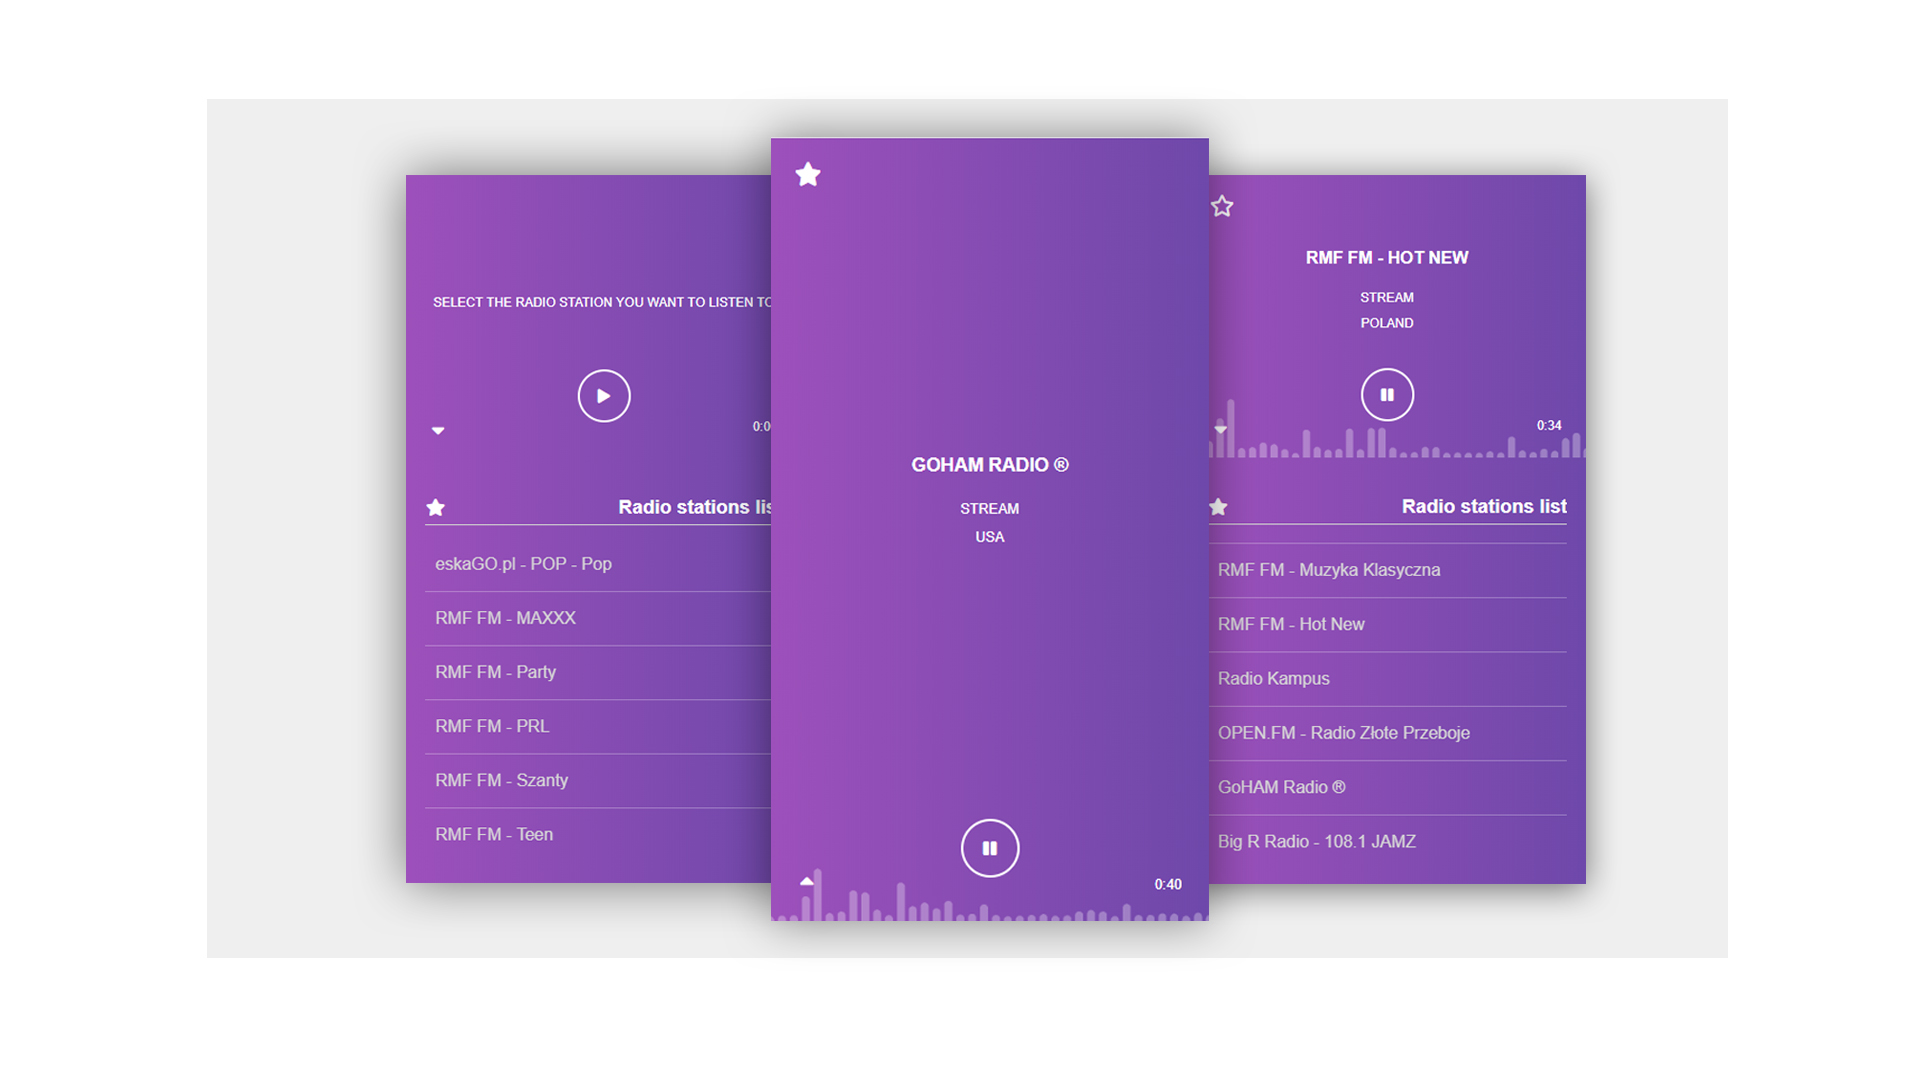 SELECT THE RADIO STATION YOU WANT TO LISTEN TO
Radio stations lis
eskaGO.pl - POP - Pop
RMF FM - MAXXX
RMF FM - Party
RMF FM - PRL
RMF FM - Szanty
RMF FM - Teen
GOHAM RADIO ®
STREAM
USA
0:40
RMF FM - HOT NEW
STREAM
POLAND
0:34
Radio stations list
RMF FM - Muzyka Klasyczna
RMF FM - Hot New
Radio Kampus
OPEN.FM - Radio Złote Przeboje
GoHAM Radio ®
Big R Radio - 108.1 JAMZ